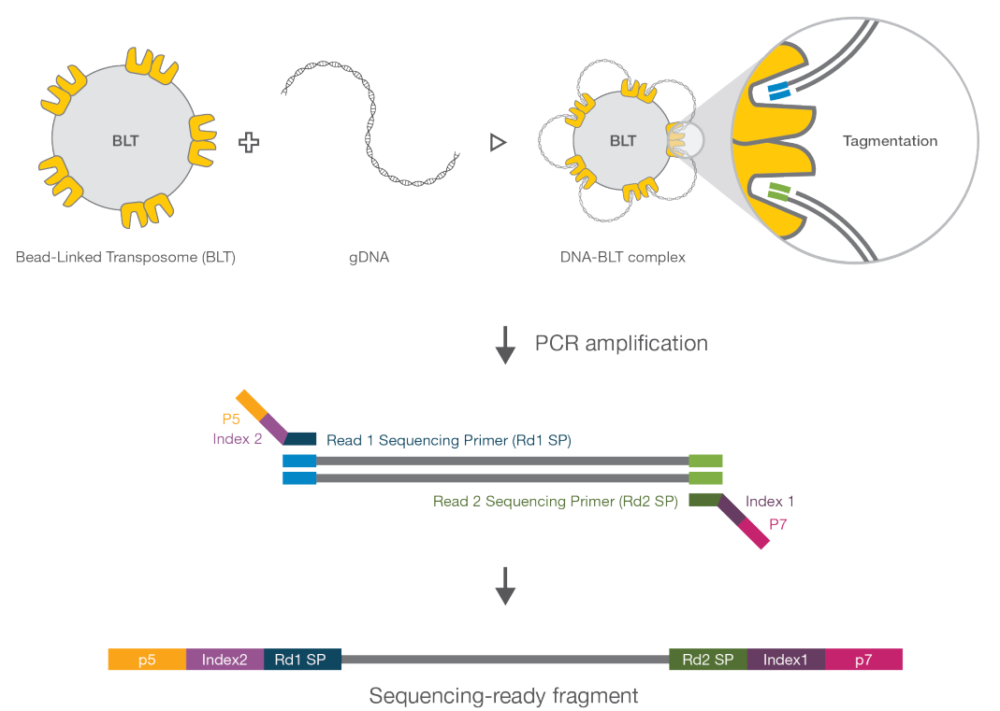 BLT
BLT
Tagmentation
Bead-Linked Transposome (BLT)
gDNA
DNA-BLT complex
PCR amplification
P5
Index 2
Read 1 Sequencing Primer (Rd1 SP)
Read 2 Sequencing Primer (Rd2 SP)
Index 1
P7
p5
Index2
Rd1 SP
Rd2 SP
Index1
p7
Sequencing-ready fragment